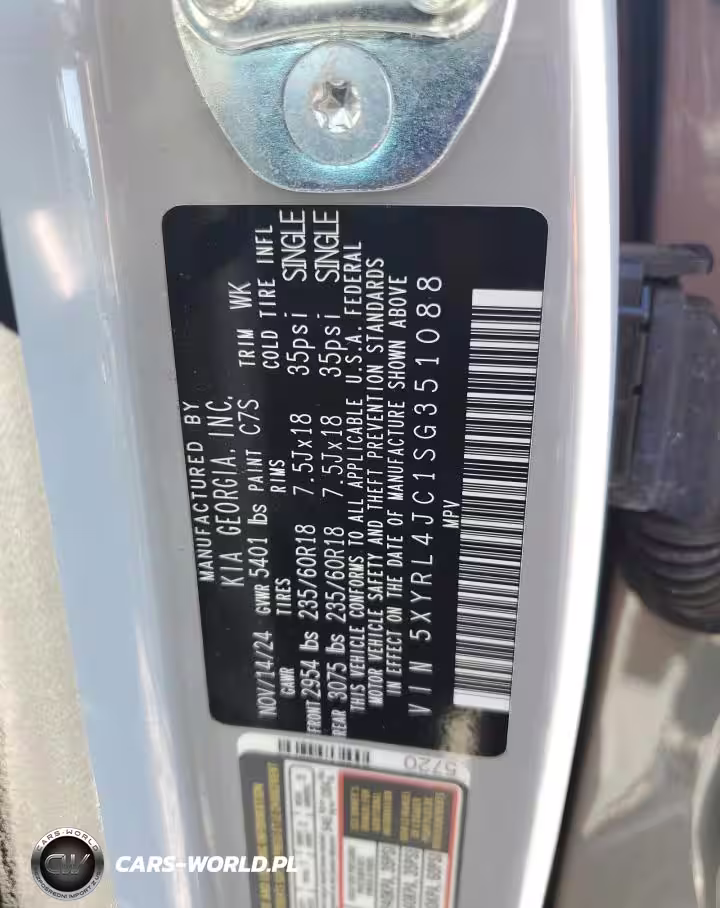 MANUFACTURED BY
KIA GEORGIA, INC.
NOV/14/24 GVWR 5401 lbs PAINT C7S TRIM WK
GAWR TIRES RIMS COLD TIRE INFL
FRONT 2954 lbs 235/60R18 7.5Jx18 35psi SINGLE
REAR 3075 lbs 235/60R18 7.5Jx18 35psi SINGLE
THIS VEHICLE CONFORMS TO ALL APPLICABLE U.S.A. FEDERAL
MOTOR VEHICLE SAFETY AND THEFT PREVENTION STANDARDS
IN EFFECT ON THE DATE OF MANUFACTURE SHOWN ABOVE
VIN 5XYRL4JC1SG351088
MPV
5720
CARS-WORLD
CW
CARS-WORLD.PL